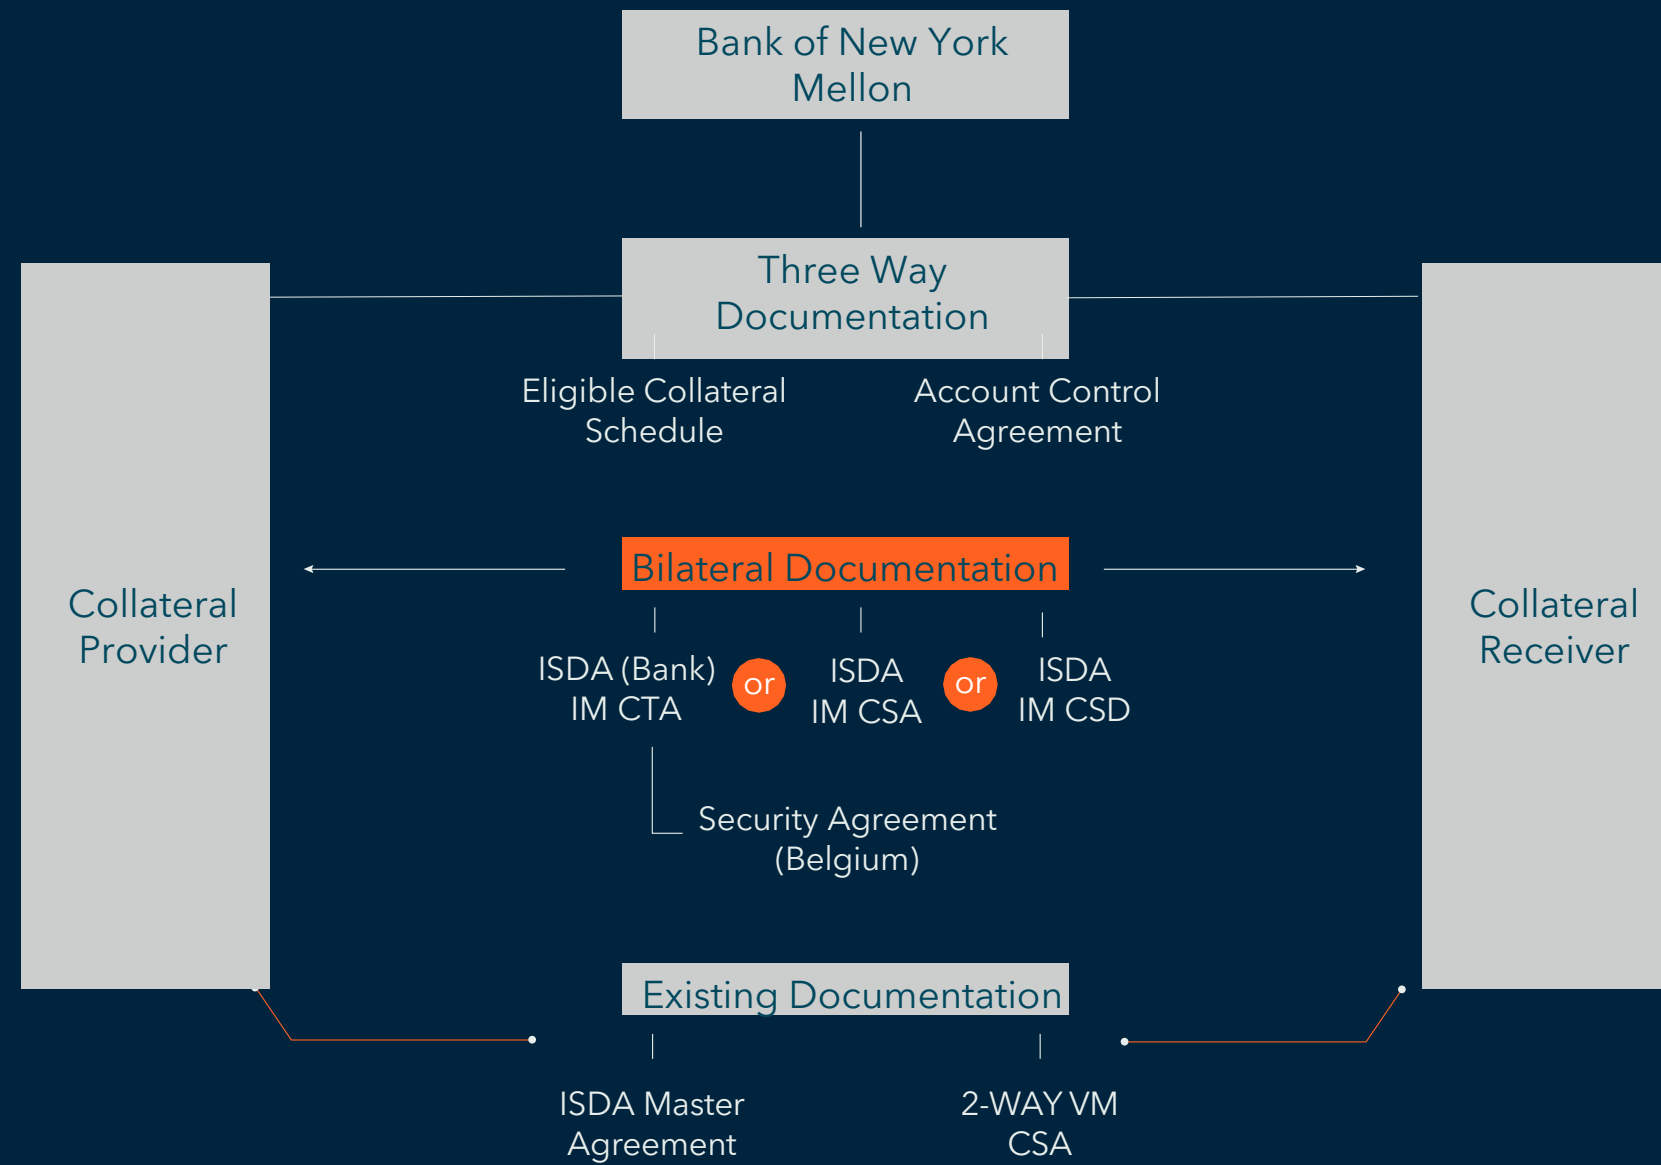 Bank of New York
Mellon
Three Way
Documentation
Eligible Collateral
Schedule
Account Control
Agreement
Collateral
Provider
Bilateral Documentation
Collateral
Receiver
ISDA (Bank)
IM CTA
or
ISDA
IM CSA
or
ISDA
IM CSD
Security Agreement
(Belgium)
Existing Documentation
ISDA Master
Agreement
2-WAY VM
CSA